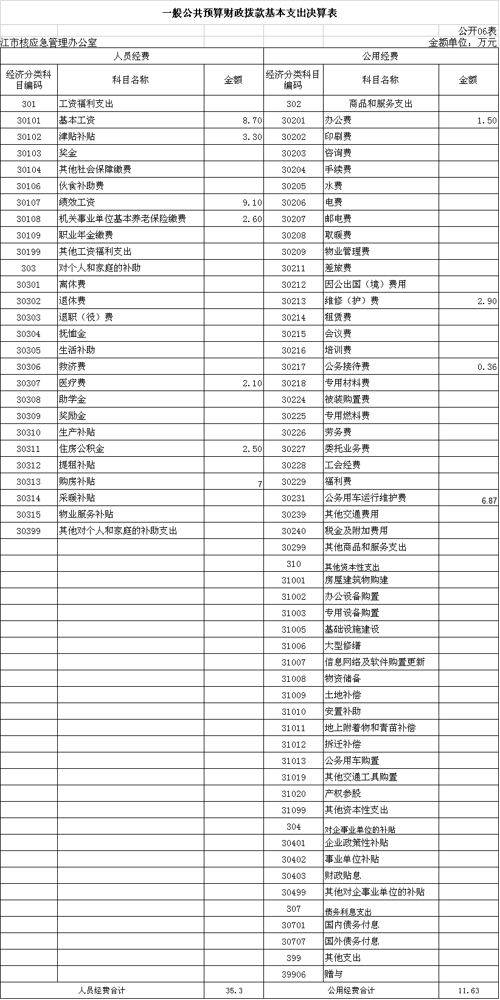 一般公共预算财政拨款基本支出决算表
公开06表
江市核应急管理办公室 金额单位：万元
人员经费 公用经费
经济分类科目编码 科目名称 金额 经济分类科目编码 科目名称 金额
301 工资福利支出 302 商品和服务支出
30101 基本工资 8.70 30201 办公费 1.50
30102 津贴补贴 3.30 30202 印刷费
30103 奖金 30203 咨询费
30104 其他社会保障缴费 30204 手续费
30106 伙食补助费 30205 水费
30107 绩效工资 9.10 30206 电费
30108 机关事业单位基本养老保险缴费 2.60 30207 邮电费
30109 职业年金缴费 30208 取暖费
30199 其他工资福利支出 30209 物业管理费
303 对个人和家庭的补助 30211 差旅费
30301 离休费 30212 因公出国（境）费用
30302 退休费 30213 维修（护）费 2.90
30303 退职（役）费 30214 租赁费
30304 抚恤金 30215 会议费
30305 生活补助 30216 培训费
30306 救济费 30217 公务接待费 0.36
30307 医疗费 2.10 30218 专用材料费
30308 助学金 30224 被装购置费
30309 奖励金 30225 专用燃料费
30310 生产补贴 30226 劳务费
30311 住房公积金 2.50 30227 委托业务费
30312 提租补贴 30228 工会经费
30313 购房补贴 7 30229 福利费
30314 采暖补贴 30231 公务用车运行维护费 6.87
30315 物业服务补贴 30239 其他交通费用
30399 其他对个人和家庭的补助支出 30240 税金及附加费用
30299 其他商品和服务支出
310 其他资本性支出
31001 房屋建筑物购建
31002 办公设备购置
31003 专用设备购置
31005 基础设施建设
31006 大型修缮
31007 信息网络及软件购置更新
31008 物资储备
31009 土地补偿
31010 安置补助
31011 地上附着物和青苗补偿
31012 拆迁补偿
31013 公务用车购置
31019 其他交通工具购置
31020 产权参股
31099 其他资本性支出
304 对企事业单位的补贴
30401 企业政策性补贴
30402 事业单位补贴
30403 财政贴息
30499 其他对企事业单位的补贴
307 债务利息支出
30701 国内债务付息
30707 国外债务付息
399 其他支出
39906 赠与
人员经费合计 35.3 公用经费合计 11.63